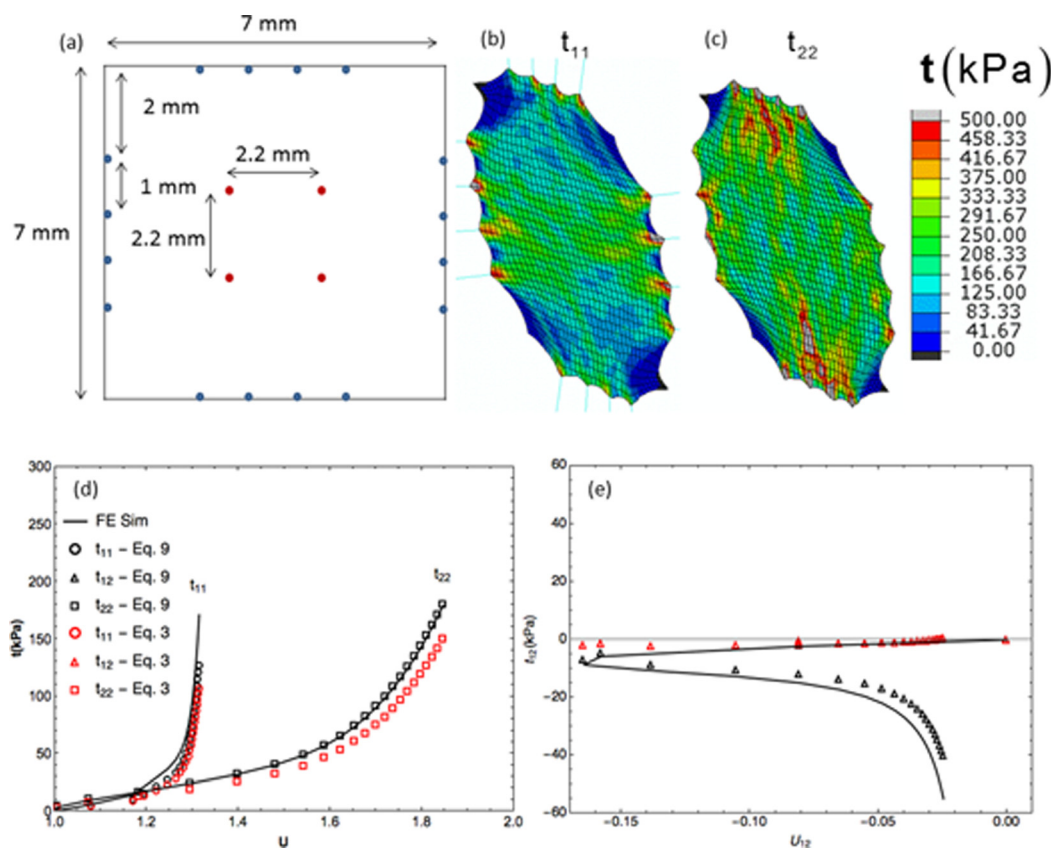 (a)
7 mm
2 mm
2.2 mm
1 mm
7 mm
2.2 mm
(b)
t11
(c)
t22
t (kPa)
500.00
458.33
416.67
375.00
333.33
291.67
250.00
208.33
166.67
125.00
83.33
41.67
0.00
(d)
300
250
200
150
100
50
0
t(kPa)
FE Sim
t11 – Eq. 9
t12 – Eq. 9
t22 – Eq. 9
t11 – Eq. 3
t12 – Eq. 3
t22 – Eq. 3
t11
t22
1.0 1.2 1.4 1.6 1.8 2.0
U
(e)
60
40
20
0
−20
−40
−60
t12(kPa)
−0.15 −0.10 −0.05 0.00
U12